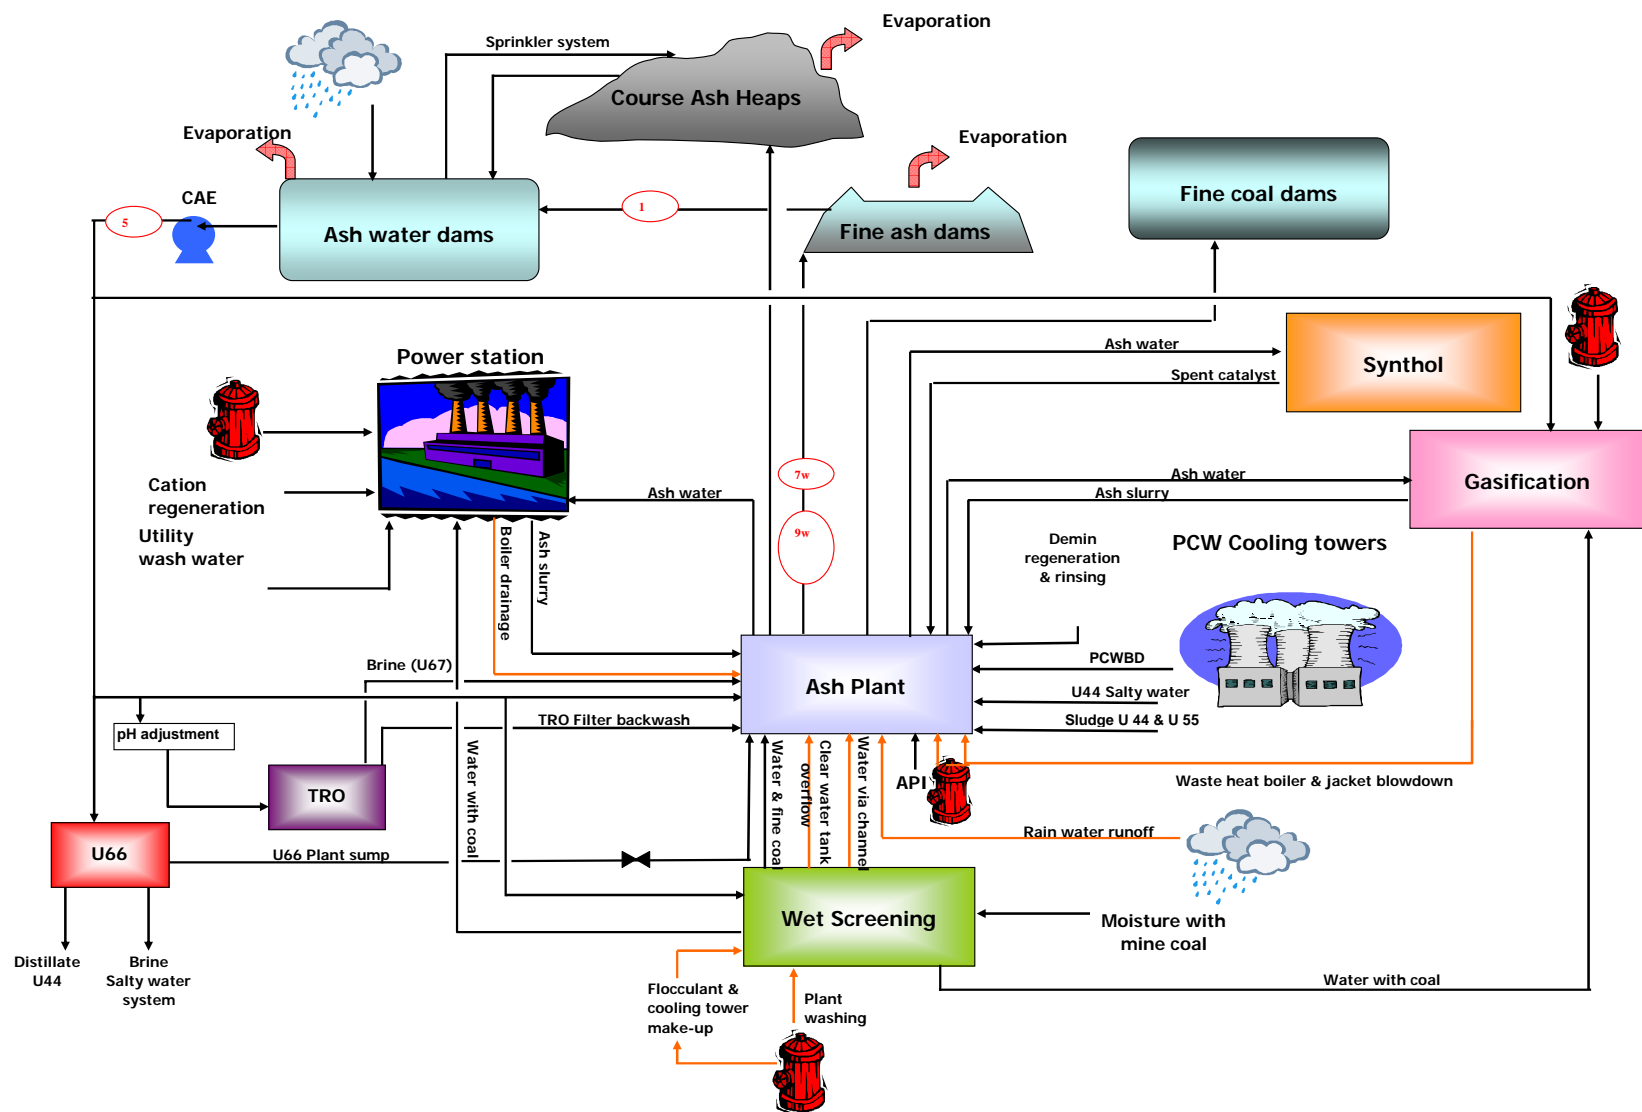 Evaporation
Sprinkler system
Course Ash Heaps
Evaporation
Evaporation
CAE
5
1
Ash water dams
Fine ash dams
Fine coal dams
Ash water
Synthol
Spent catalyst
Power station
7w
Ash water
Gasification
Ash slurry
Cation
regeneration
Ash water
9w
Utility
wash water
Boiler drainage
Ash slurry
Demin
regeneration
& rinsing
PCW Cooling towers
Brine (U67)
PCWBD
Ash Plant
U44 Salty water
TRO Filter backwash
Sludge U 44 & U 55
pH adjustment
TRO
Water with coal
Water & fine coal
Clear water tank
overflow
Water via channel
API
Waste heat boiler & jacket blowdown
Rain water runoff
U66
U66 Plant sump
Wet Screening
Moisture with
mine coal
Distillate
U44
Brine
Salty water
system
Flocculant &
cooling tower
make-up
Plant
washing
Water with coal